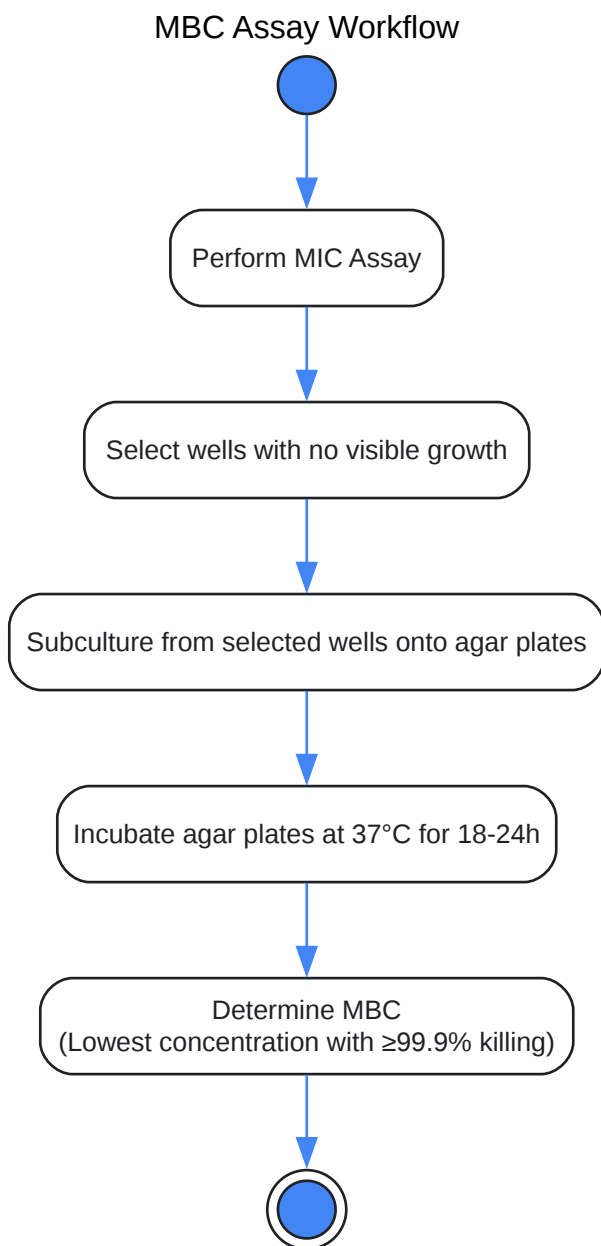 MBC Assay Workflow
Perform MIC Assay
Select wells with no visible growth
Subculture from selected wells onto agar plates
Incubate agar plates at 37°C for 18-24h
Determine MBC
(Lowest concentration with ≥99.9% killing)